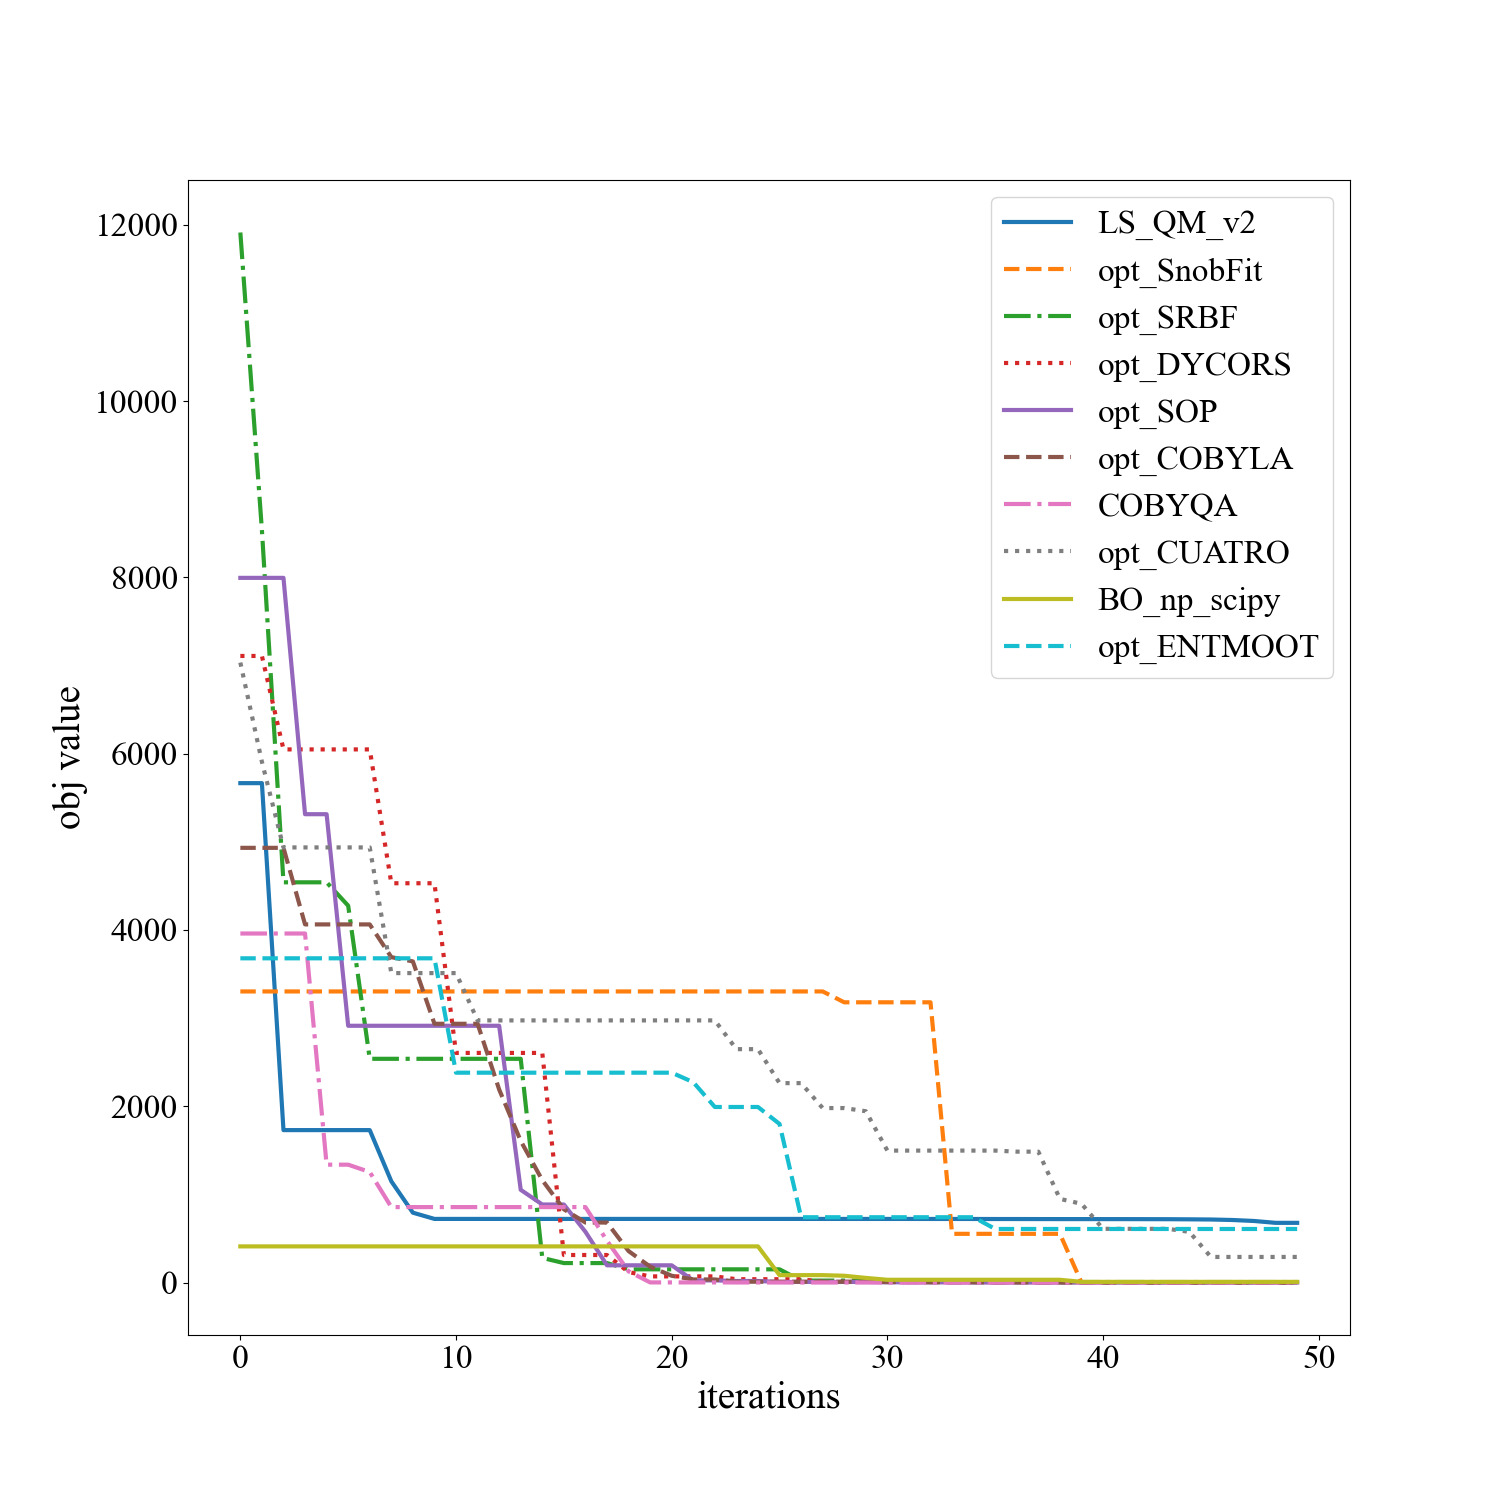 12000
10000
8000
6000
4000
2000
0
obj value
0 10 20 30 40 50
iterations
LS_QM_v2
opt_SnobFit
opt_SRBF
opt_DYCORS
opt_SOP
opt_COBYLA
COBYQA
opt_CUATRO
BO_np_scipy
opt_ENTMOOT